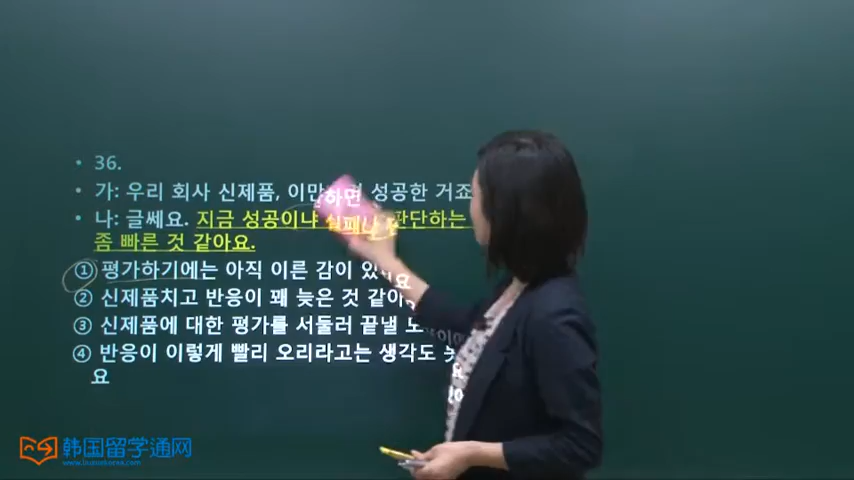 36.
가: 우리 회사 신제품, 하면 성공한 거죠
나: 글쎄요. 지금 성공이냐 실패냐 판단하는
좀 빠른 것 같아요.
① 평가하기에는 아직 이른 감이 있
② 신제품치고 반응이 꽤 늦은 것 같아
③ 신제품에 대한 평가를 서둘러 끝낼
④ 반응이 이렇게 빨리 오리라고는 생각도 못
요
韩国留学通网